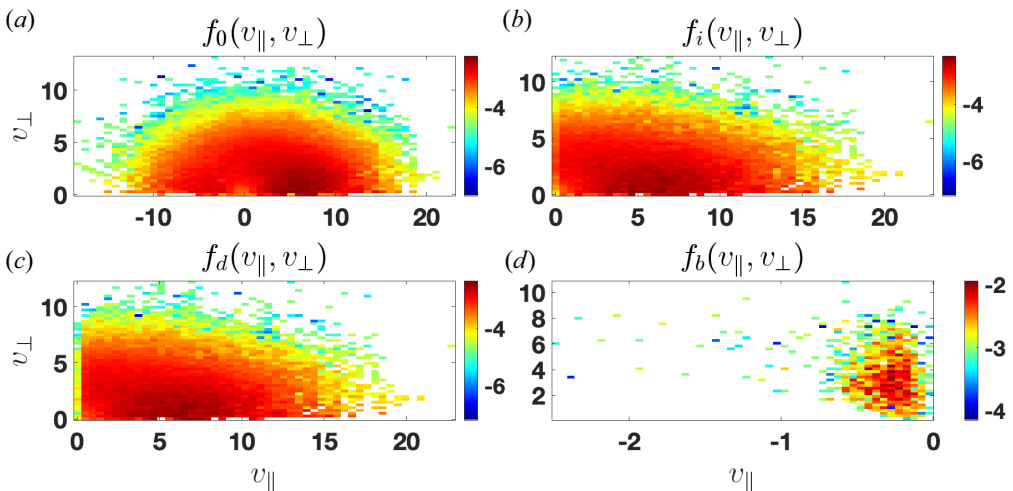 (a)
f₀(v∥, v⊥)
v⊥
10
5
0
-10 0 10 20
-4
-6
(b)
fᵢ(v∥, v⊥)
10
5
0
0 5 10 15 20
-4
-6
(c)
f_d(v∥, v⊥)
v⊥
10
5
0
0 5 10 15 20
v∥
-4
-6
(d)
f_b(v∥, v⊥)
10
8
6
4
2
-2 -1 0
v∥
-2
-3
-4